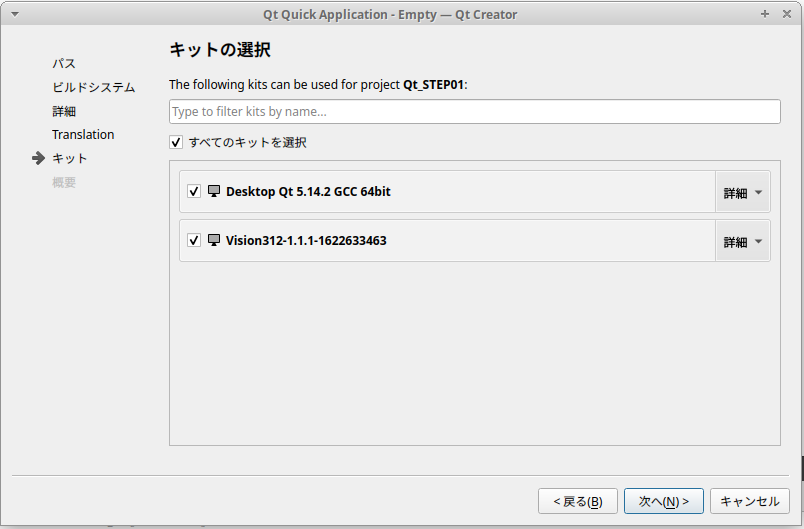 Qt Quick Application - Empty — Qt Creator
キットの選択
パス
ビルドシステム
詳細
Translation
キット
概要
The following kits can be used for project Qt_STEP01:
Type to filter kits by name...
すべてのキットを選択
Desktop Qt 5.14.2 GCC 64bit
詳細
Vision312-1.1.1-1622633463
詳細
< 戻る(B)
次へ(N) >
キャンセル